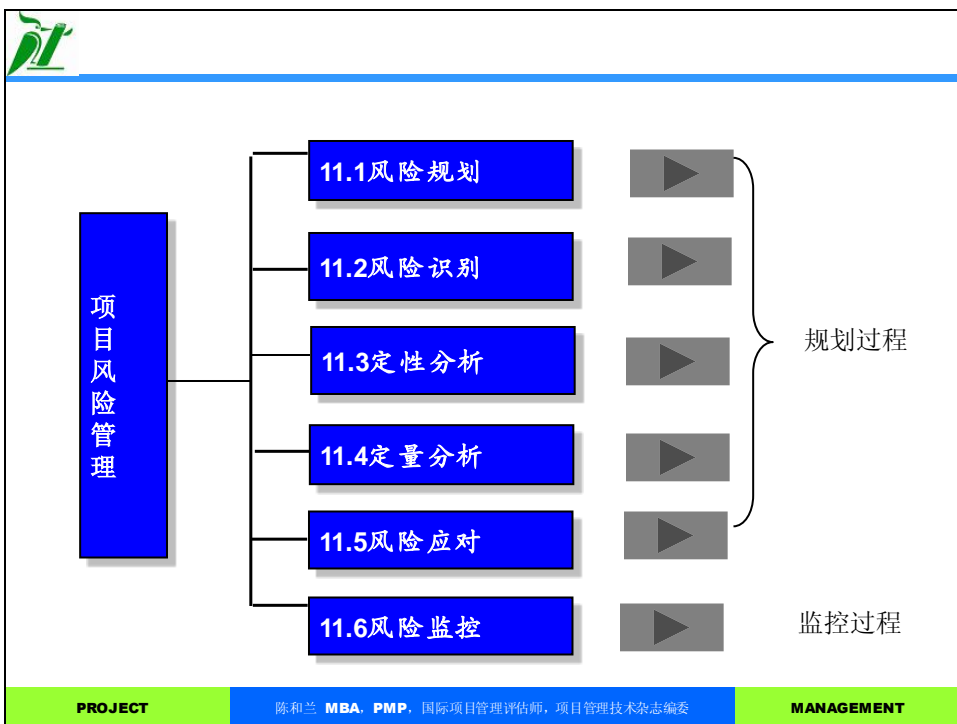 项目风险管理
11.1风险规划
11.2风险识别
11.3定性分析
11.4定量分析
11.5风险应对
11.6风险监控
规划过程
监控过程
PROJECT
陈和兰 MBA，PMP，国际项目管理评估师，项目管理技术杂志编委
MANAGEMENT